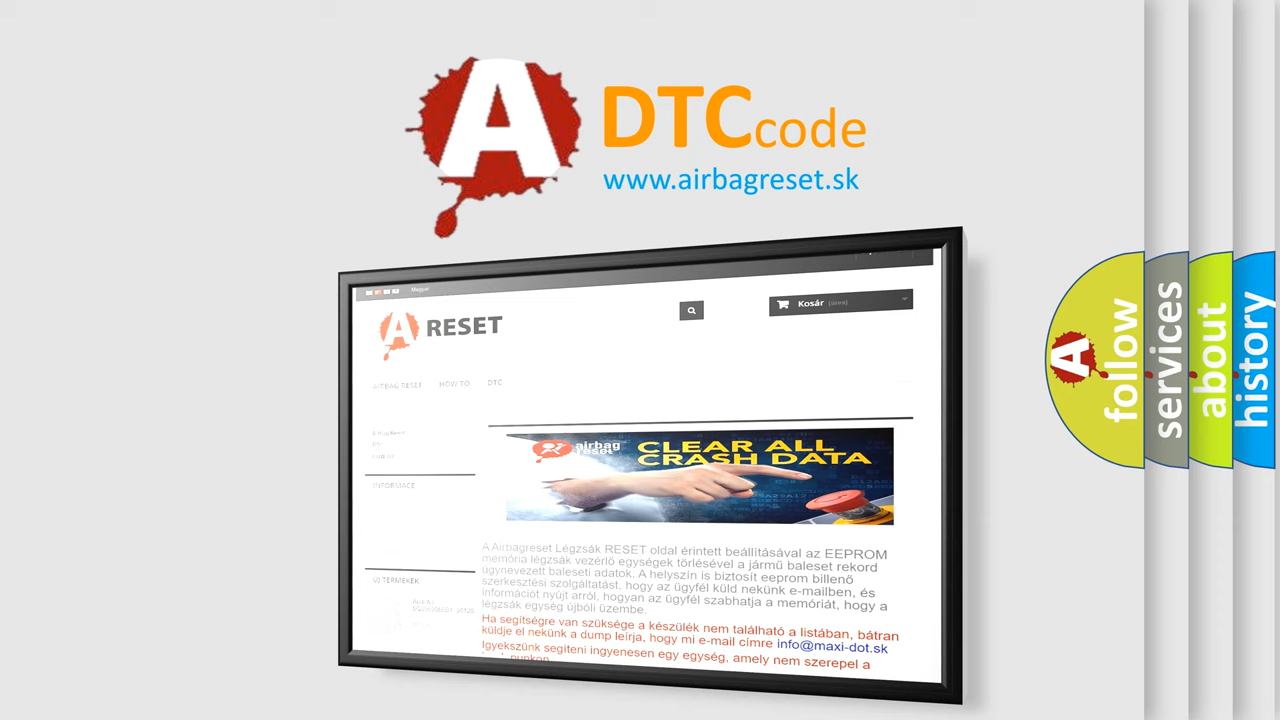 A DTC code
www.airbagreset.sk
Magyar
Kosár (üres)
A RESET
AIRBAG RESET HOW TO DTC
INFORMACE
ÚJ TERMÉKEK
airbag
reset
CLEAR ALL
CRASH DATA
A Airbagreset Légzsák RESET oldal érintett beállításával az EEPROM
memória légzsák vezérlő egységek törlésével a jármű baleset rekord
úgynevezett baleseti adatok. A helyszín is biztosít eeprom billenő
szerkesztési szolgáltatást, hogy az ügyfél küld nekünk e-mailben, és
információt nyújt arról, hogyan az ügyfél szabhatja a memóriát, hogy a
légzsák egység újbóli üzembe.
Ha segítségre van szüksége a készülék nem található a listában, bátran
küldje el nekünk a dump leírja, hogy mi e-mail címre info@maxi-dot.sk
Igyekszünk segíteni ingyenesen egy egység, amely nem szerepel a
A
follow
services
about
history